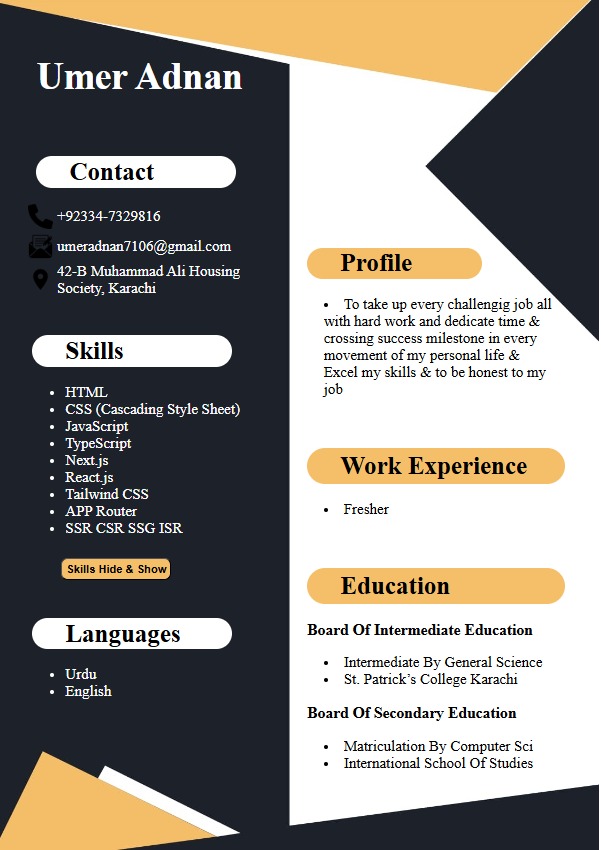 Umer Adnan
Contact
+92334-7329816
umeradnan7106@gmail.com
42-B Muhammad Ali Housing
Society, Karachi
Skills
• HTML
• CSS (Cascading Style Sheet)
• JavaScript
• TypeScript
• Next.js
• React.js
• Tailwind CSS
• APP Router
• SSR CSR SSG ISR
Skills Hide & Show
Languages
• Urdu
• English
Profile
• To take up every challengig job all
with hard work and dedicate time &
crossing success milestone in every
movement of my personal life &
Excel my skills & to be honest to my
job
Work Experience
• Fresher
Education
Board Of Intermediate Education
• Intermediate By General Science
• St. Patrick’s College Karachi
Board Of Secondary Education
• Matriculation By Computer Sci
• International School Of Studies